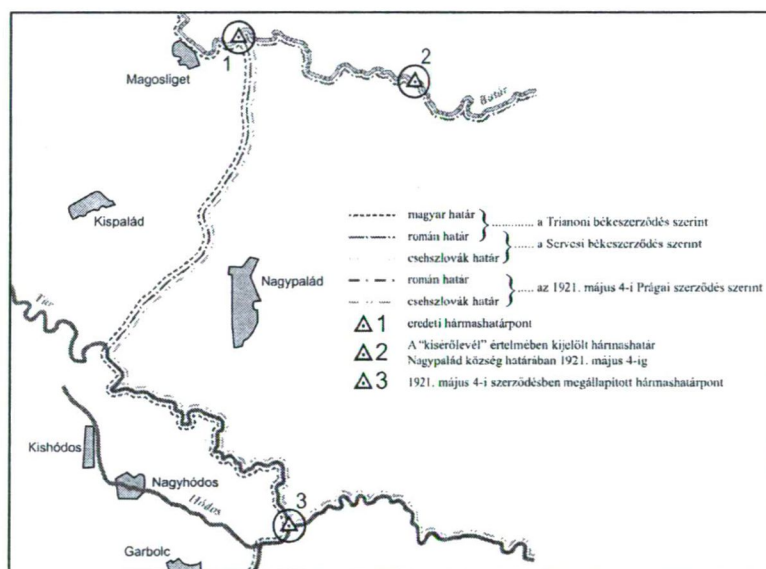 1
2
Magosliget
Batár
Kispalád
magyar határ
román határ
csehszlovák határ
román határ
csehszlovák határ
......... a Trianoni békeszerződés szerint
......... a Servesi békeszerződés szerint
..... az 1921. május 4-i Prágai szerződés szerint
Nagypalád
1 eredeti hármashatárpont
Túr
2 A "kisérőlevél" értelmében kijelölt hármashatár
Nagypalád község határában 1921. május 4-ig
3 1921. május 4-i szerződésben megállapított hármashatárpont
Kishódos
Nagyhódos
Hódos
3
Garbolc